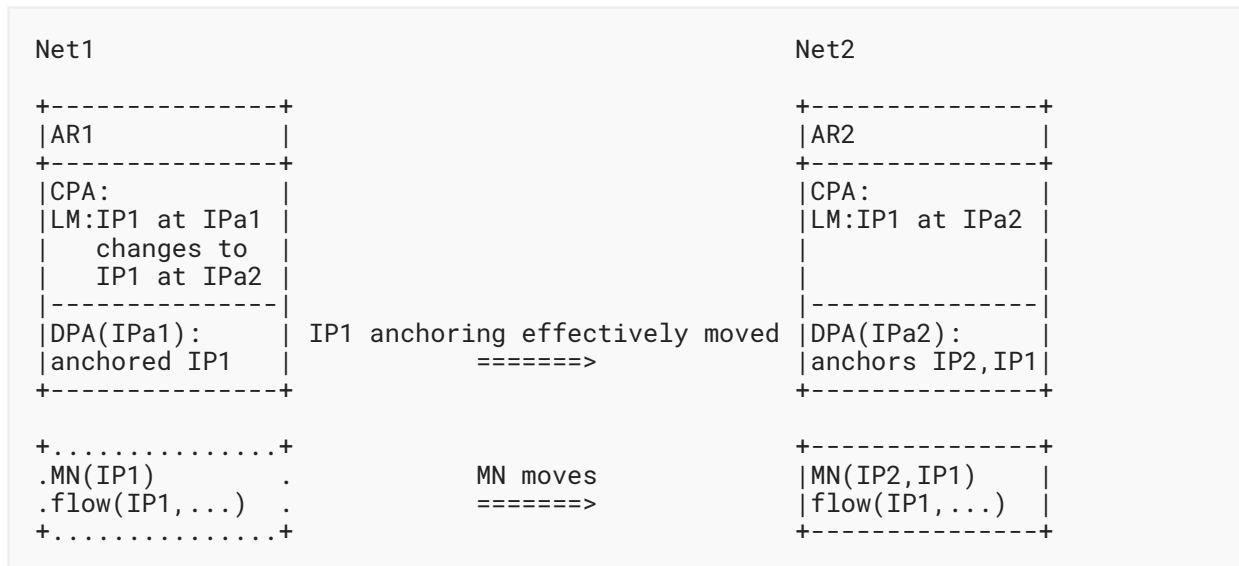 Net1                                              Net2

+---------------+                                 +---------------+
|AR1            |                                 |AR2            |
+---------------+                                 +---------------+
|CPA:           |                                 |CPA:           |
|LM:IP1 at IPa1 |                                 |LM:IP1 at IPa2 |
|   changes to  |                                 |               |
|   IP1 at IPa2 |                                 |               |
|---------------|                                 |---------------|
|DPA(IPa1):     | IP1 anchoring effectively moved |DPA(IPa2):     |
|anchored IP1   |            =======>             |anchors IP2,IP1|
+---------------+                                 +---------------+

+...............+                                 +---------------+
.MN(IP1)        .            MN moves             |MN(IP2,IP1)    |
.flow(IP1,...)  .            =======>             |flow(IP1,...)  |
+...............+                                 +---------------+